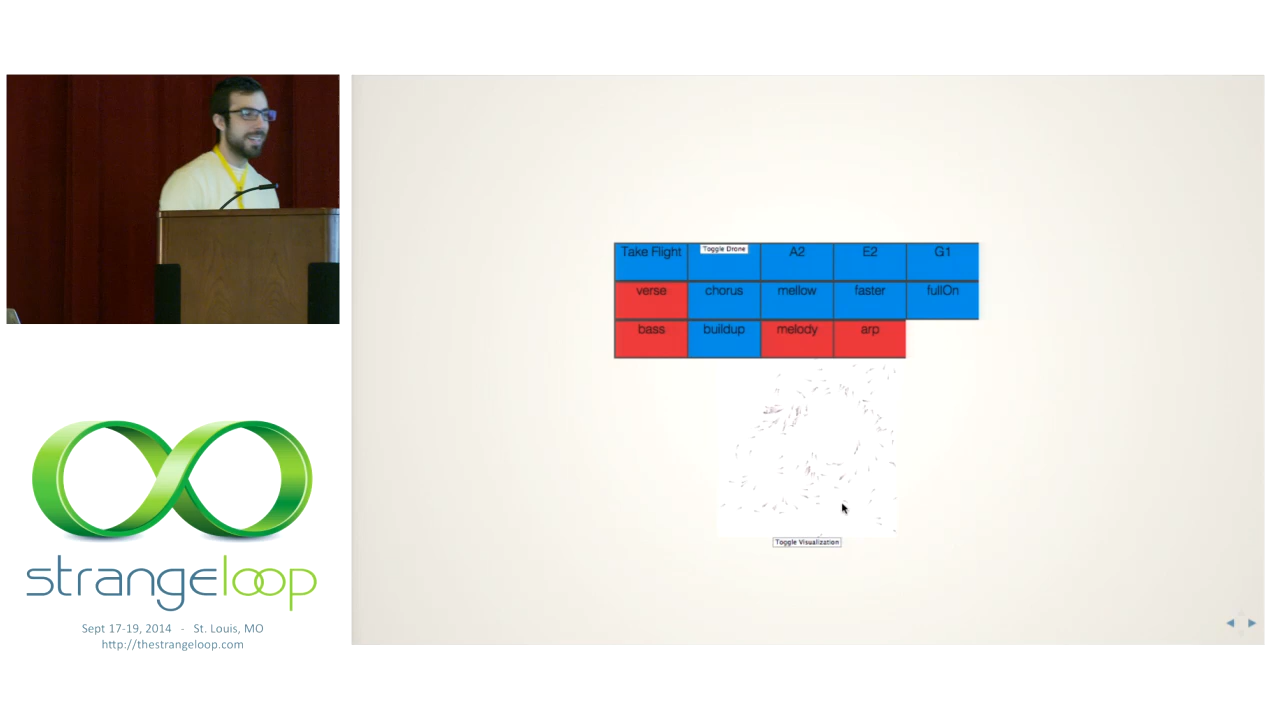 Take Flight Toggle Drone A2 E2 G1
verse chorus mellow faster fullOn
bass buildup melody arp
Toggle Visualization
strangeloop
Sept 17-19, 2014 - St. Louis, MO
http://thestrangeloop.com